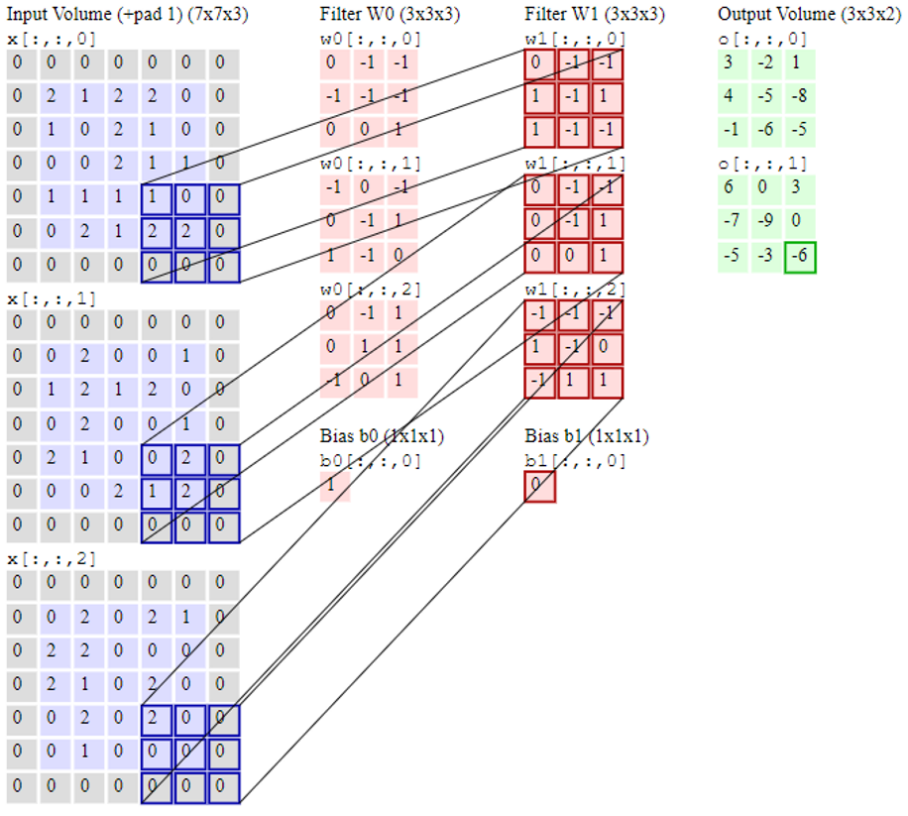 Input Volume (+pad 1) (7x7x3)
x[:,:,0]
0 0 0 0 0 0 0
0 2 1 2 2 0 0
0 1 0 2 1 0 0
0 0 0 2 1 1 0
0 1 1 1 1 0 0
0 0 2 1 2 2 0
0 0 0 0 0 0 0
x[:,:,1]
0 0 0 0 0 0 0
0 0 2 0 0 1 0
0 1 2 1 2 0 0
0 0 2 0 0 1 0
0 2 1 0 0 2 0
0 0 0 2 1 2 0
0 0 0 0 0 0 0
x[:,:,2]
0 0 0 0 0 0 0
0 0 2 0 2 1 0
0 2 2 0 0 0 0
0 2 1 0 2 0 0
0 0 2 0 2 0 0
0 0 1 0 0 0 0
0 0 0 0 0 0 0
Filter W0 (3x3x3)
w0[:,:,0]
0 -1 -1
-1 -1 -1
0 0 1
w0[:,:,1]
-1 0 -1
0 -1 1
1 -1 0
w0[:,:,2]
0 -1 1
0 1 1
-1 0 1
Bias b0 (1x1x1)
b0[:,:,0]
1
Filter W1 (3x3x3)
w1[:,:,0]
0 -1 -1
1 -1 1
1 -1 -1
w1[:,:,1]
0 -1 -1
0 -1 1
0 0 1
w1[:,:,2]
-1 -1 -1
1 -1 0
-1 1 1
Bias b1 (1x1x1)
b1[:,:,0]
0
Output Volume (3x3x2)
o[:,:,0]
3 -2 1
4 -5 -8
-1 -6 -5
o[:,:,1]
6 0 3
-7 -9 0
-5 -3 -6